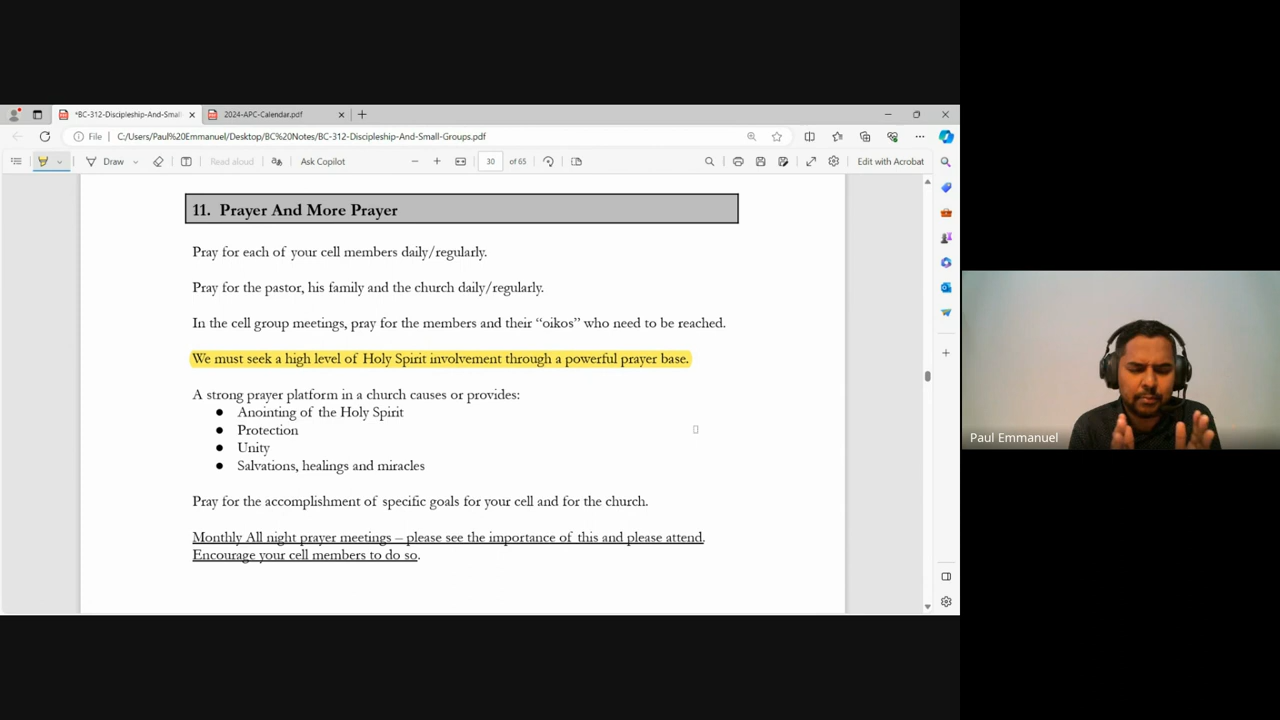 *BC-312-Discipleship-And-Small-
2024-APC-Calendar.pdf
File
C:/Users/Paul%20Emmanuel/Desktop/BC%20Notes/BC-312-Discipleship-And-Small-Groups.pdf
Draw
Read aloud
Ask Copilot
30 of 65
Edit with Acrobat
11. Prayer And More Prayer
Pray for each of your cell members daily/regularly.
Pray for the pastor, his family and the church daily/regularly.
In the cell group meetings, pray for the members and their “oikos” who need to be reached.
We must seek a high level of Holy Spirit involvement through a powerful prayer base.
A strong prayer platform in a church causes or provides:
● Anointing of the Holy Spirit
● Protection
● Unity
● Salvations, healings and miracles
Pray for the accomplishment of specific goals for your cell and for the church.
Monthly All night prayer meetings – please see the importance of this and please attend.
Encourage your cell members to do so.
Paul Emmanuel